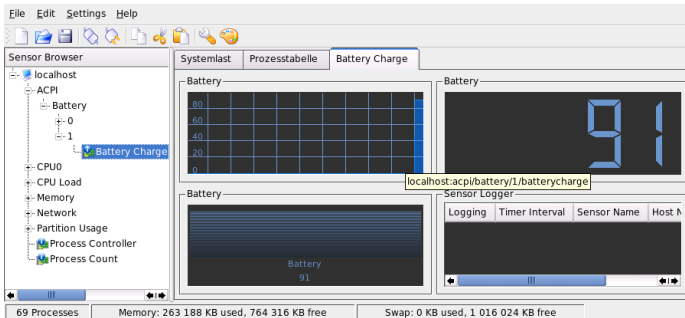 File Edit Settings Help
Sensor Browser
localhost
ACPI
Battery
0
1
Battery Charge
CPU0
CPU Load
Memory
Network
Partition Usage
Process Controller
Process Count
Systemlast Prozesstabelle Battery Charge
Battery
80
60
40
20
0
Battery
91
localhost:acpi/battery/1/batterycharge
Battery
Battery
91
Sensor Logger
Logging Timer Interval Sensor Name Host N
69 Processes Memory: 263 188 KB used, 764 316 KB free Swap: 0 KB used, 1 016 024 KB free